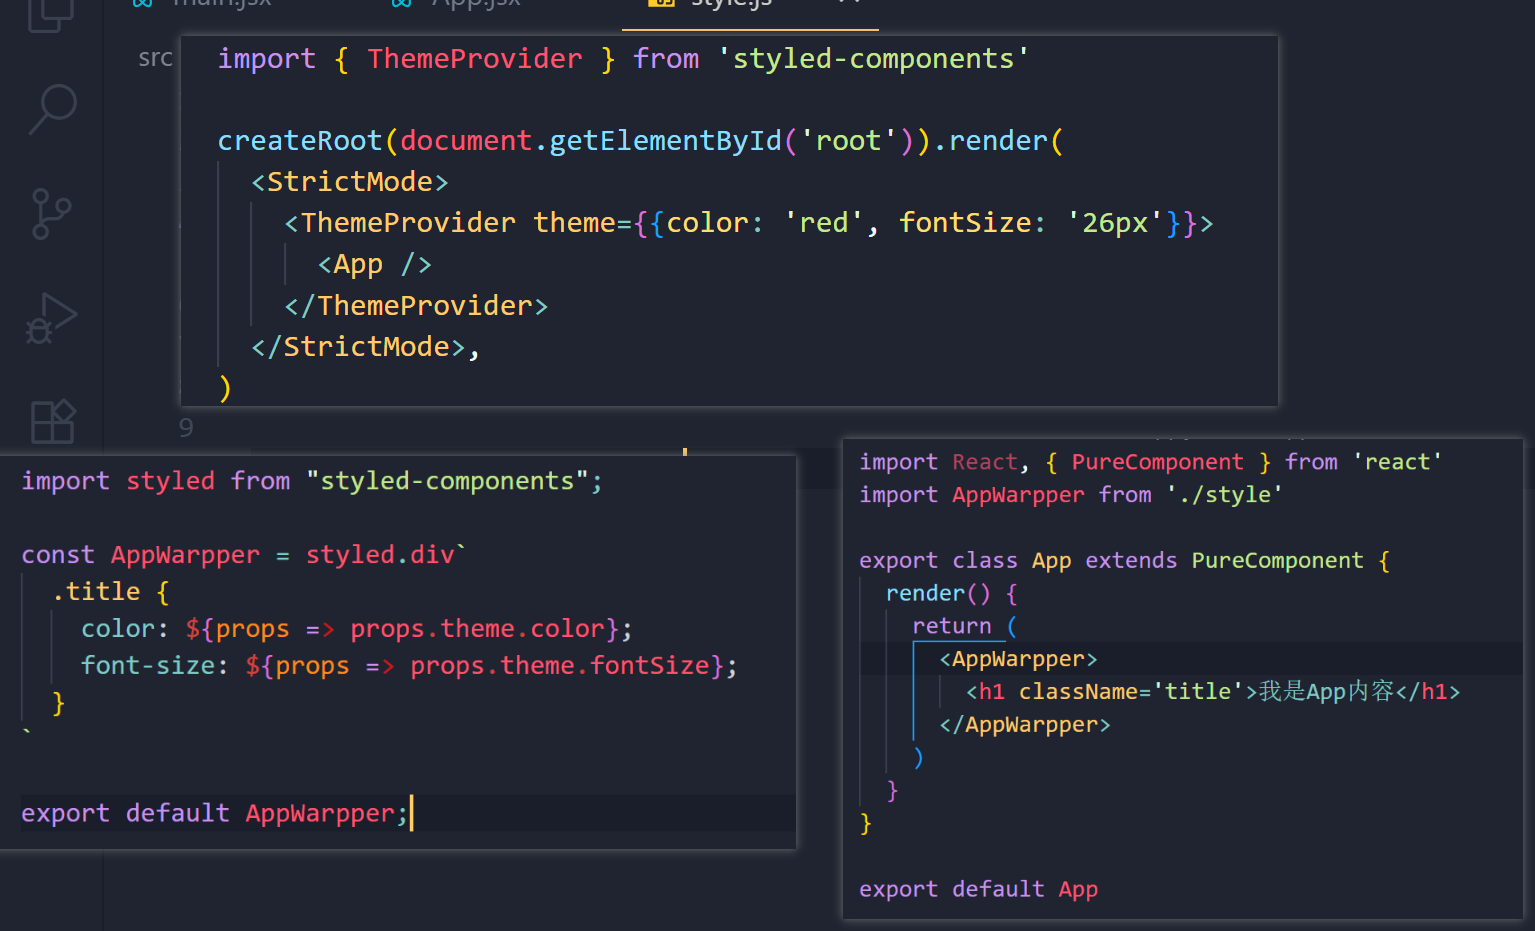 main.jsx App.jsx JS style.js
src
import { ThemeProvider } from 'styled-components'
createRoot(document.getElementById('root')).render(
<StrictMode>
<ThemeProvider theme={{color: 'red', fontSize: '26px'}}>
<App />
</ThemeProvider>
</StrictMode>,
)
9
import styled from "styled-components";
const AppWarpper = styled.div`
.title {
color: ${props => props.theme.color};
font-size: ${props => props.theme.fontSize};
}
`
export default AppWarpper;
import React, { PureComponent } from 'react'
import AppWarpper from './style'
export class App extends PureComponent {
render() {
return (
<AppWarpper>
<h1 className='title'>我是App内容</h1>
</AppWarpper>
)
}
}
export default App